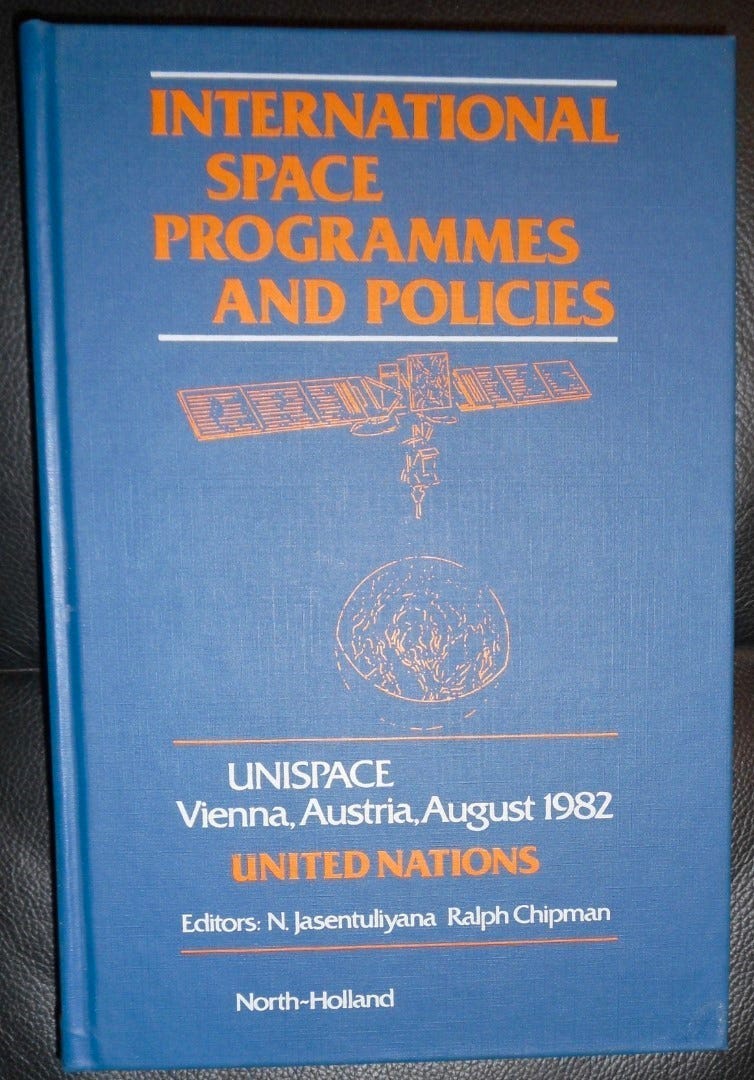 INTERNATIONAL
SPACE
PROGRAMMES
AND POLICIES
UNISPACE
Vienna, Austria, August 1982
UNITED NATIONS
Editors: N. Jasentuliyana Ralph Chipman
North-Holland